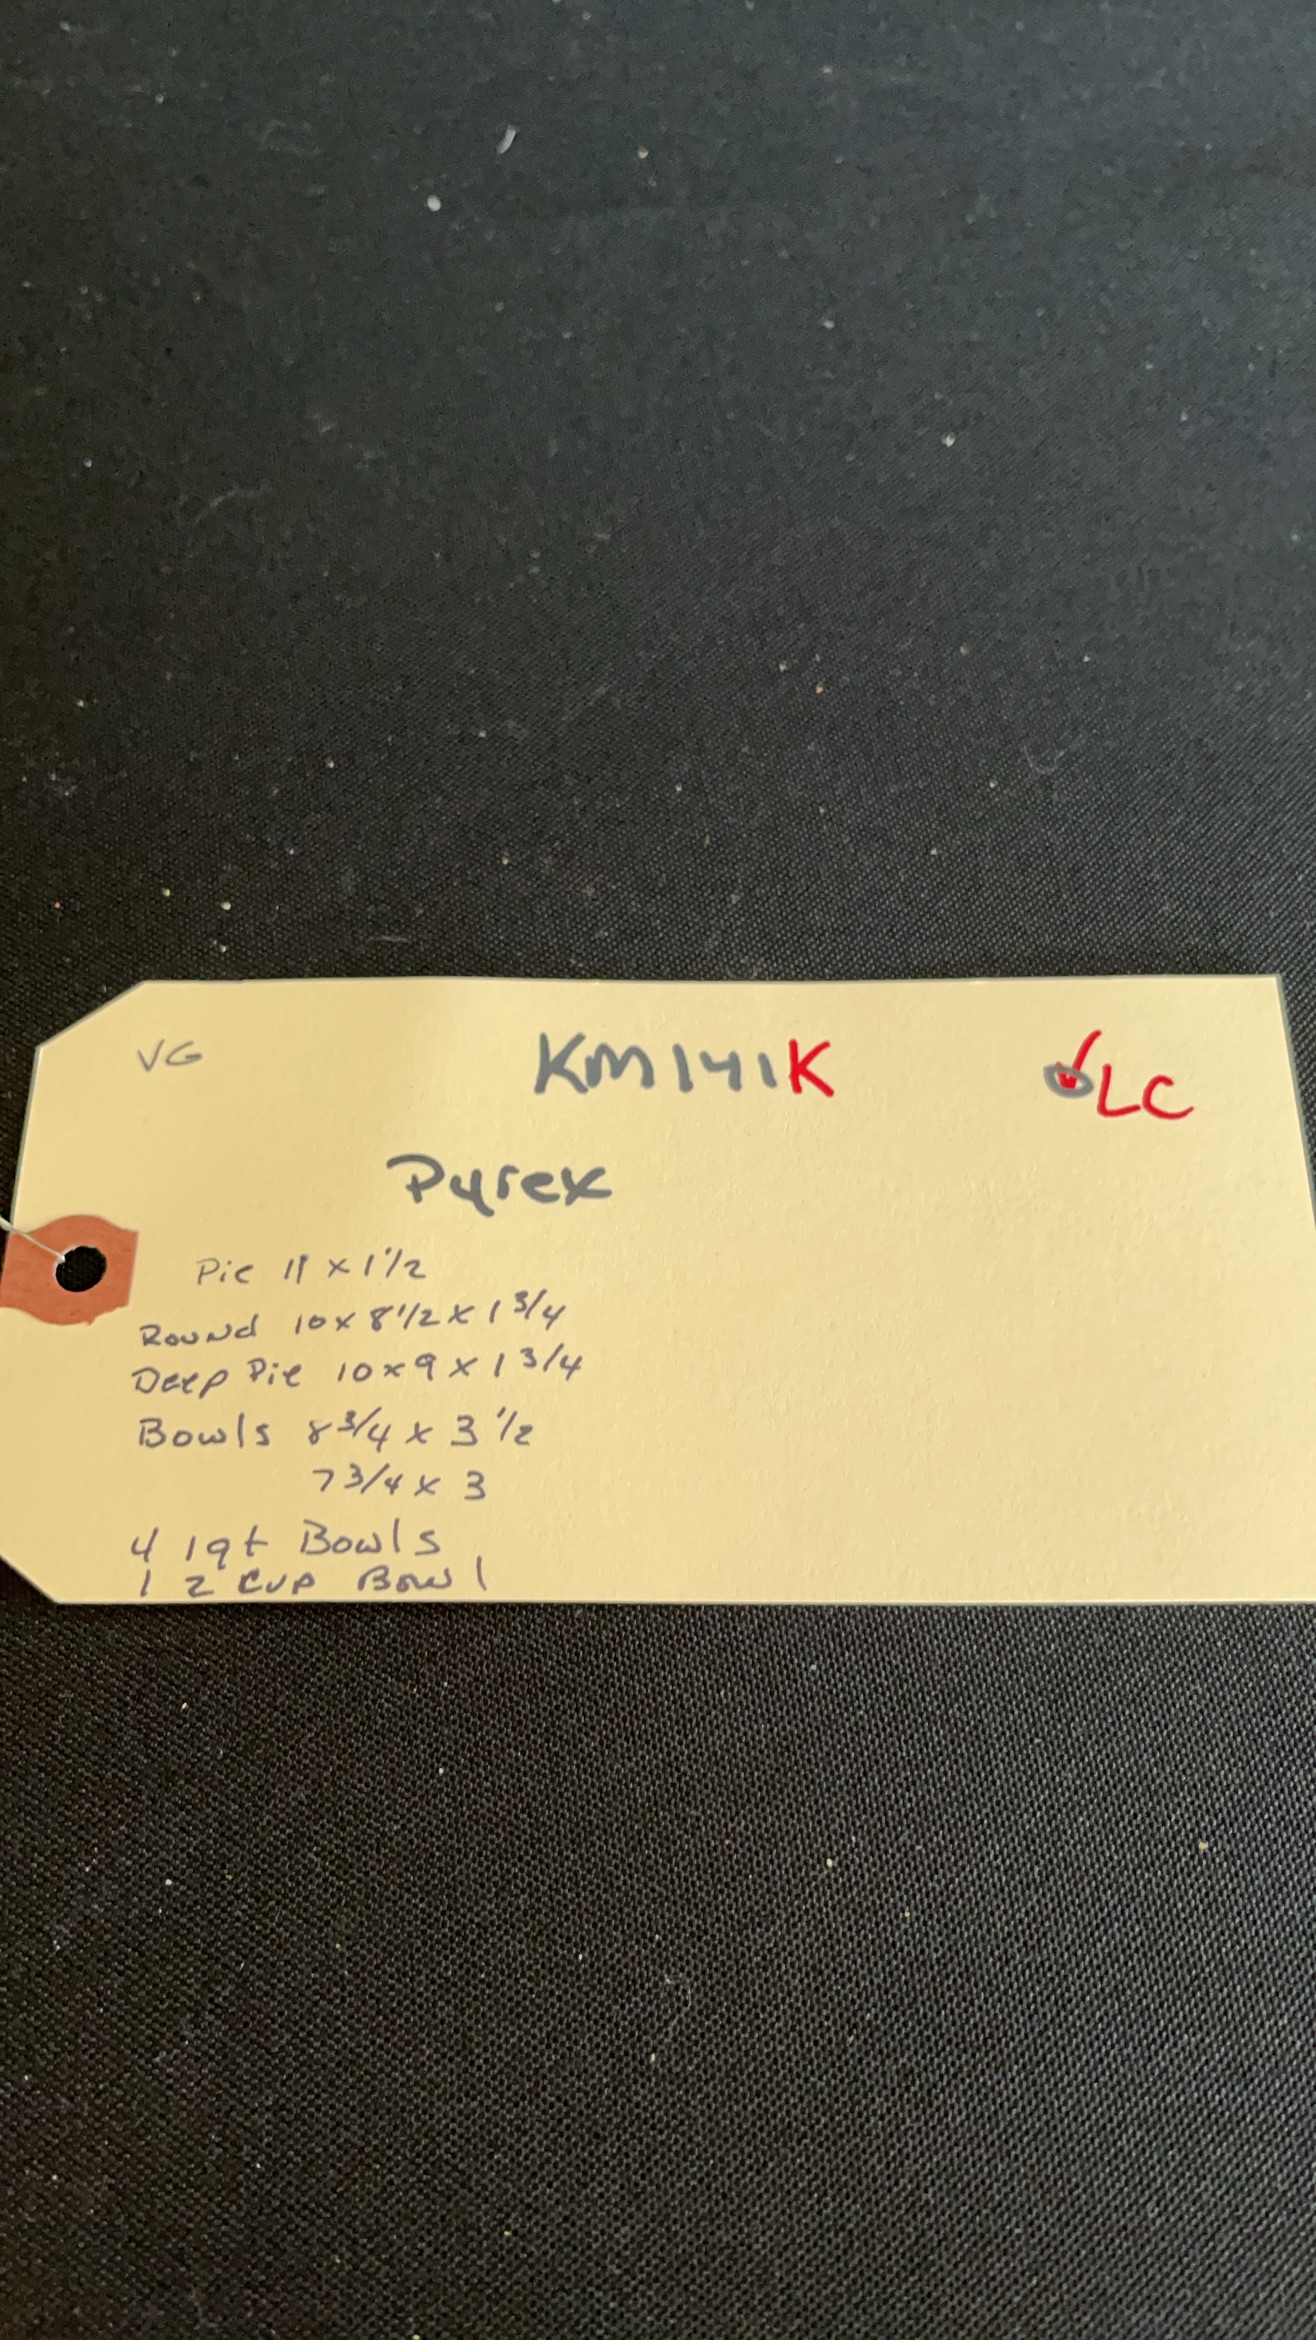 VG KM141K ✓LC
Pyrex
Pie 11 x 1 1/2
Round 10 x 8 1/2 x 1 3/4
Deep Pie 10 x 9 x 1 3/4
Bowls 8 3/4 x 3 1/2
7 3/4 x 3
4 1qt Bowls
1 2 Cup Bowl